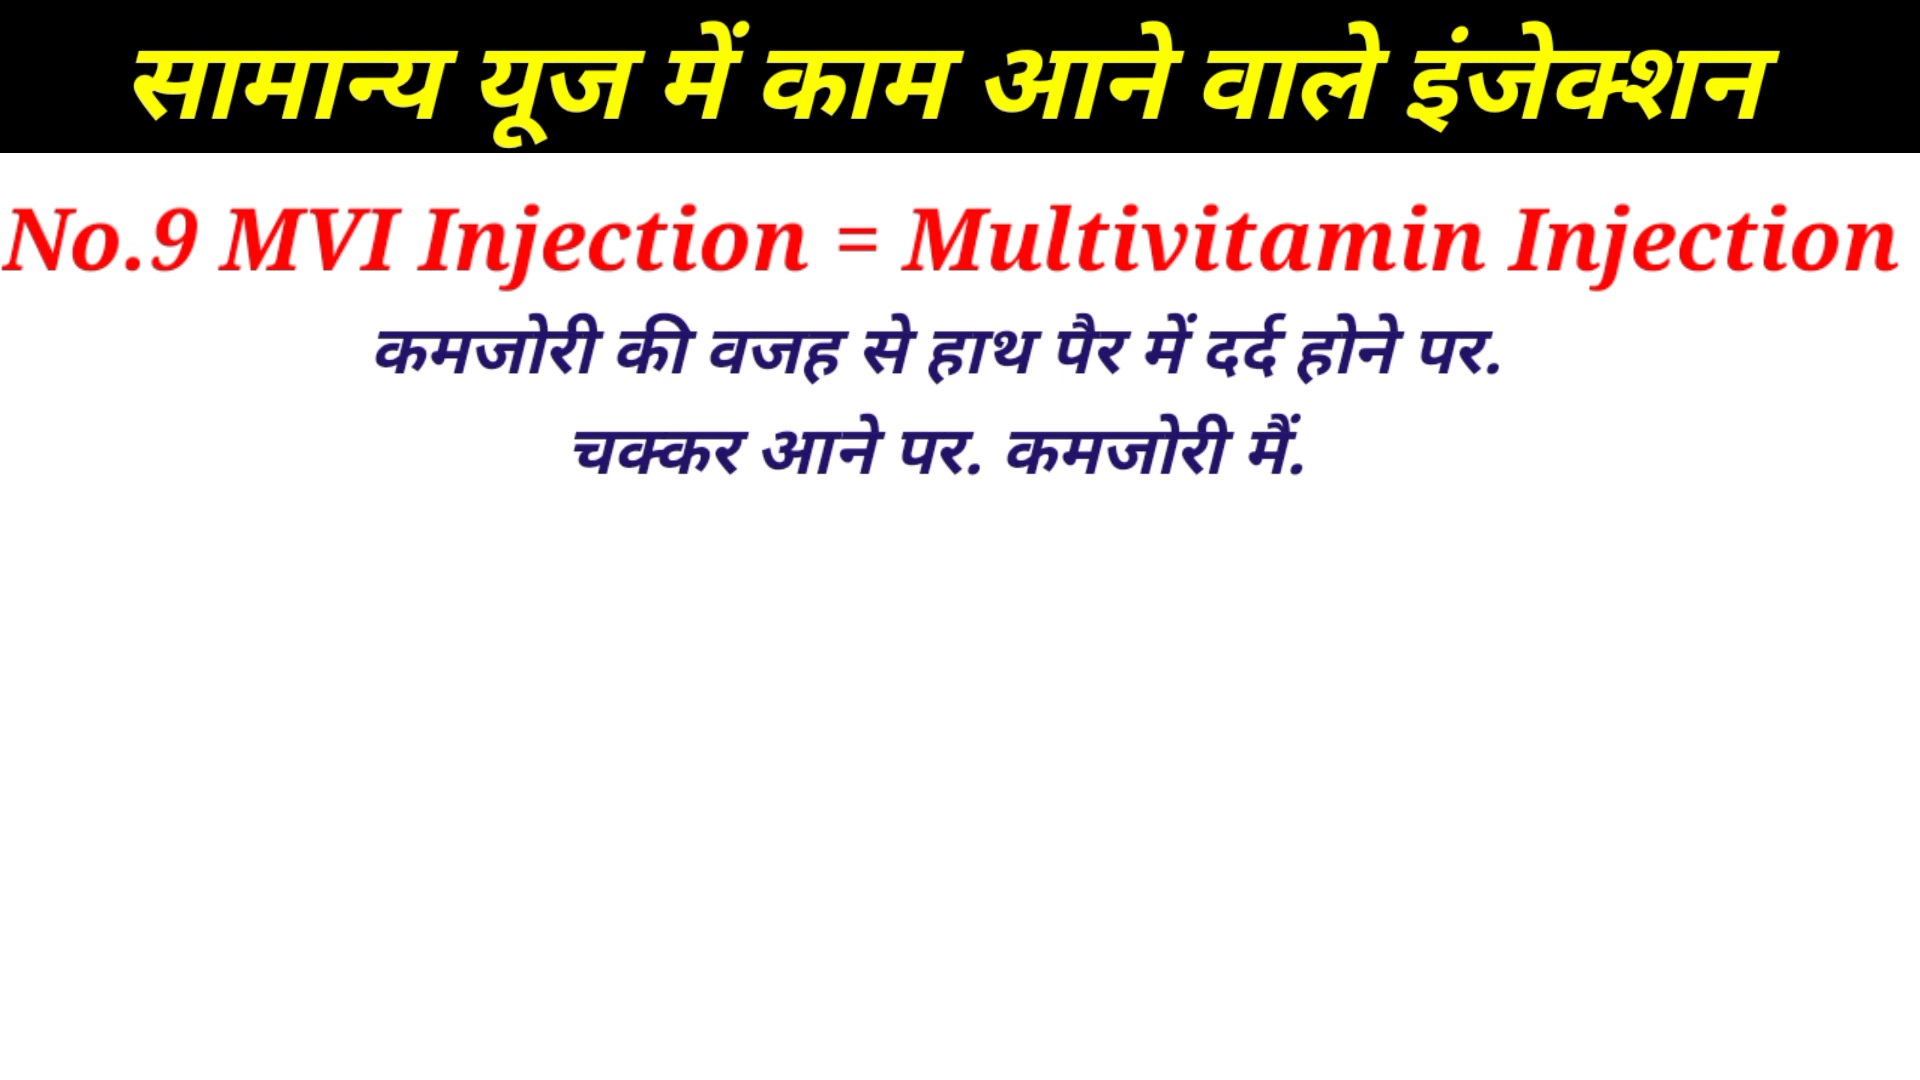 सामान्य यूज में काम आने वाले इंजेक्शन
No.9 MVI Injection = Multivitamin Injection
कमजोरी की वजह से हाथ पैर में दर्द होने पर.
चक्कर आने पर. कमजोरी मैं.